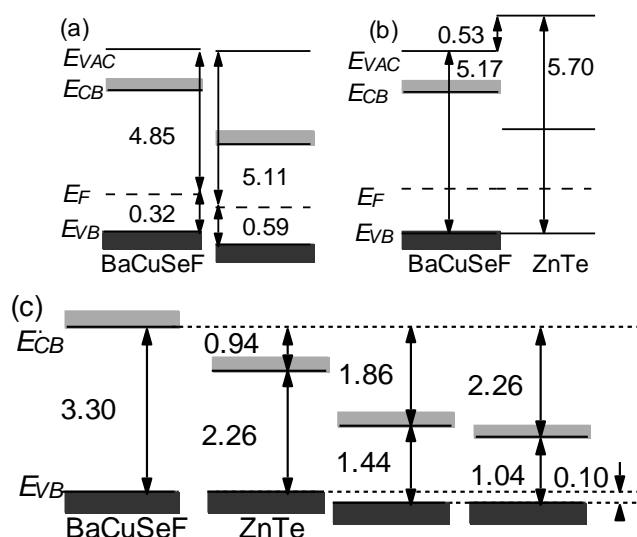 (a)
E_VAC
E_CB
4.85
5.11
E_F
0.32
0.59
E_VB
BaCuSeF
(b)
0.53
E_VAC
5.17
5.70
E_CB
E_F
E_VB
BaCuSeF ZnTe
(c)
E_CB
0.94
1.86
2.26
3.30
2.26
1.44
1.04
0.10
E_VB
BaCuSeF ZnTe